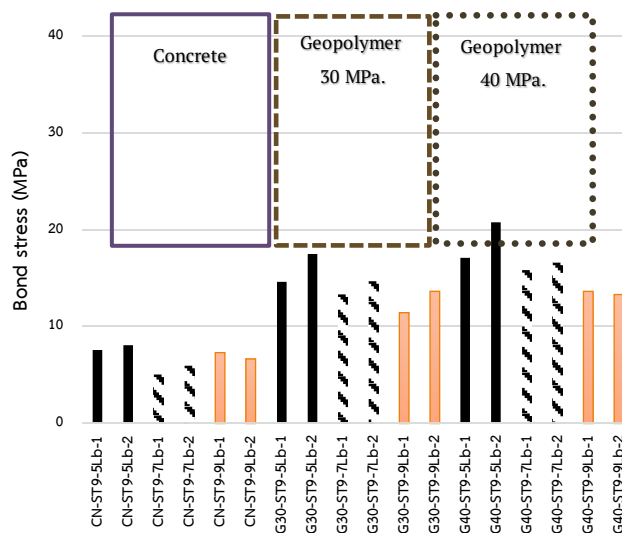 40
30
20
10
0
Bond stress (MPa)
Concrete
Geopolymer
30 MPa.
Geopolymer
40 MPa.
CN-ST9-5Lb-1
CN-ST9-5Lb-2
CN-ST9-7Lb-1
CN-ST9-7Lb-2
CN-ST9-9Lb-1
CN-ST9-9Lb-2
G30-ST9-5Lb-1
G30-ST9-5Lb-2
G30-ST9-7Lb-1
G30-ST9-7Lb-2
G30-ST9-9Lb-1
G30-ST9-9Lb-2
G40-ST9-5Lb-1
G40-ST9-5Lb-2
G40-ST9-7Lb-1
G40-ST9-7Lb-2
G40-ST9-9Lb-1
G40-ST9-9Lb-2